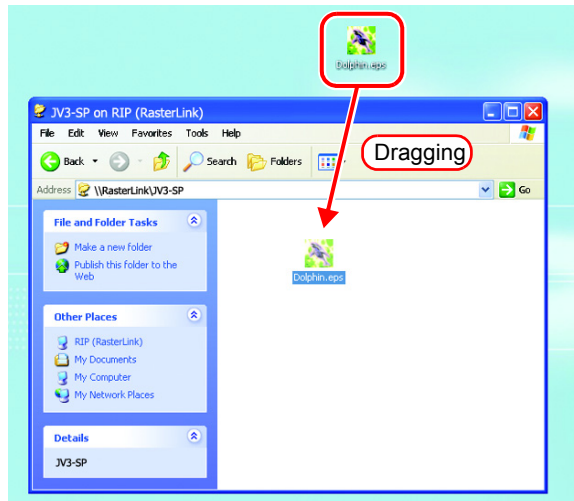 Dolphin.eps
JV3-SP on RIP (RasterLink)
File Edit View Favorites Tools Help
Back Search Folders
Dragging
Address \\RasterLink\JV3-SP Go
File and Folder Tasks
Make a new folder
Publish this folder to the
Web
Dolphin.eps
Other Places
RIP (RasterLink)
My Documents
My Computer
My Network Places
Details
JV3-SP